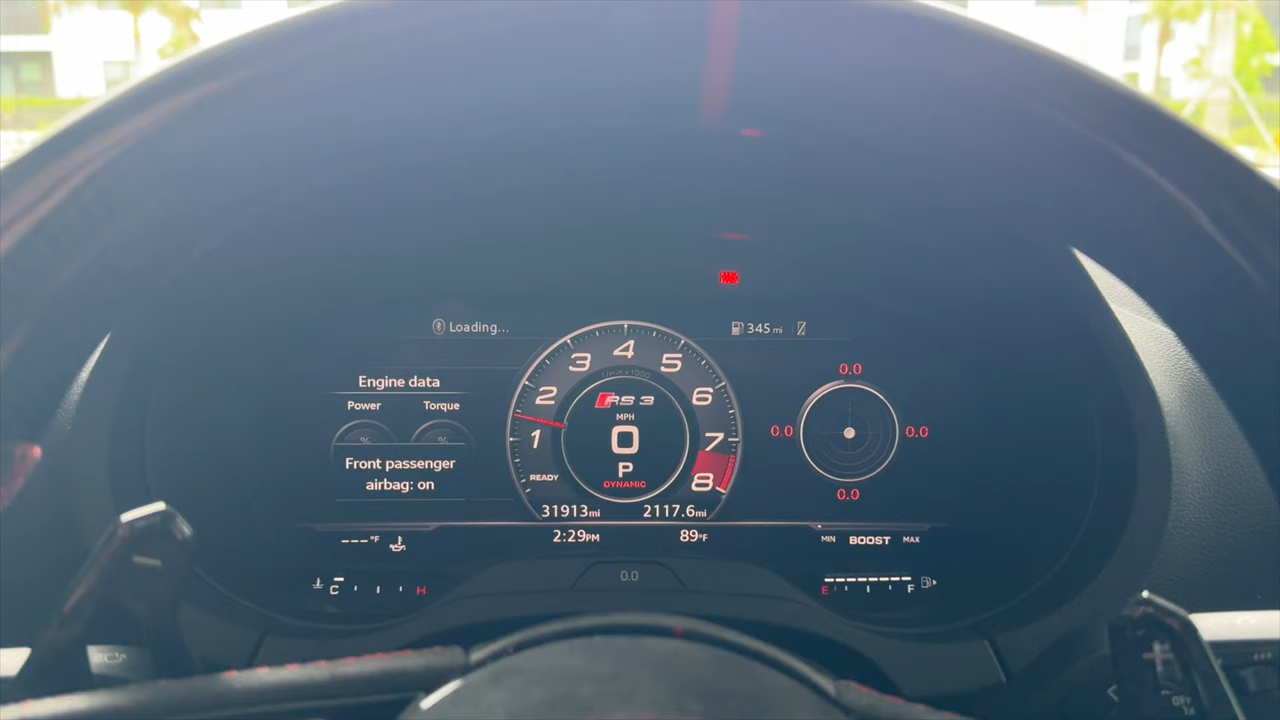 Loading...
345 mi
Engine data
Power
Torque
%
%
Front passenger
airbag: on
1
2
3
4
5
6
7
8
1/min x 1000
RS 3
MPH
0
P
DYNAMIC
READY
31913mi
2117.6mi
0.0
0.0
0.0
0.0
2:29PM
89°F
---°F
C
H
0.0
MIN
BOOST
MAX
E
F
OFF
1x